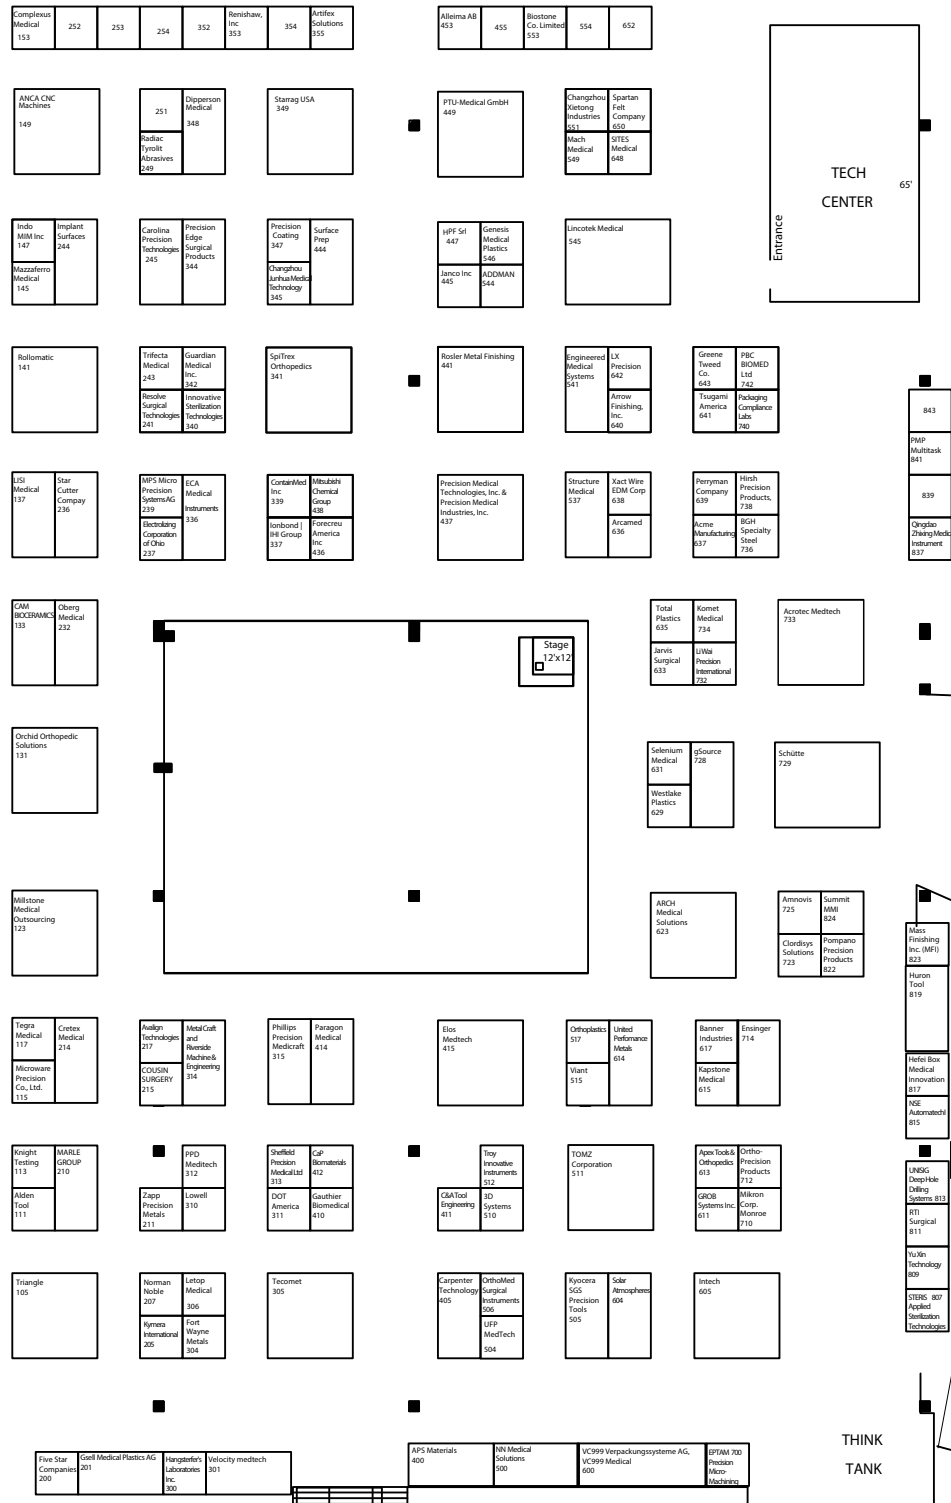 Complexus
Medical
153
252
253
254
352
Renishaw,
Inc
353
354
Artifex
Solutions
355
Alleima AB
453
455
Biostone
Co. Limited
553
554
652
ANCA CNC
Machines
149
251
Dipperson
Medical
348
Radiac
Tyrolit
Abrasives
249
Starrag USA
349
PTU-Medical GmbH
449
Changzhou
Xietong
Industries
551
Spartan
Felt
Company
650
Mach
Medical
549
SITES
Medical
648
TECH
CENTER
65'
Entrance
Indo
MIM Inc
147
Implant
Surfaces
244
Mazzaferro
Medical
145
Carolina
Precision
Technologies
245
Precision
Edge
Surgical
Products
344
Precision
Coating
347
Surface
Prep
444
Changzhou
Junhua Medical
Technology
345
HPF Srl
447
Genesis
Medical
Plastics
546
Janco Inc
445
ADDMAN
544
Lincotek Medical
545
Rollomatic
141
Trifecta
Medical
243
Guardian
Medical
Inc.
342
Resolve
Surgical
Technologies
241
Innovative
Sterilization
Technologies
340
SpiTrex
Orthopedics
341
Rosler Metal Finishing
441
Engineered
Medical
Systems
541
LX
Precision
642
Arrow
Finishing,
Inc.
640
Greene
Tweed
Co.
643
PBC
BIOMED
Ltd
742
Tsugami
America
641
Packaging
Compliance
Labs
740
843
PMP
Multitask
841
839
Qingdao
Zhixing Medic
Instrument
837
LISI
Medical
137
Star
Cutter
Compay
236
MPS Micro
Precision
Systems AG
239
ECA
Medical
Instruments
336
Electrolizing
Corporation
of Ohio
237
ContainMed
Inc
339
Mitsubishi
Chemical
Group
438
Ionbond |
IHI Group
337
Forecreu
America
Inc
436
Precision Medical
Technologies, Inc. &
Precision Medical
Industries, Inc.
437
Structure
Medical
537
Xact Wire
EDM Corp
638
Arcamed
636
Perryman
Company
639
Hirsh
Precision
Products,
738
Acme
Manufacturing
637
BGH
Specialty
Steel
736
CAM
BIOCERAMICS
133
Oberg
Medical
232
Stage
12'x12'
Total
Plastics
635
Komet
Medical
734
Jarvis
Surgical
633
Li Wai
Precision
International
732
Acrotec Medtech
733
Orchid Orthopedic
Solutions
131
Selenium
Medical
631
gSource
728
Westlake
Plastics
629
Schütte
729
Millstone
Medical
Outsourcing
123
ARCH
Medical
Solutions
623
Amnovis
725
Summit
MMI
824
Clordisys
Solutions
723
Pompano
Precision
Products
822
Mass
Finishing
Inc. (MFI)
823
Huron
Tool
819
Hefei Box
Medical
Innovation
817
NSE
Automatechl
815
Tegra
Medical
117
Cretex
Medical
214
Microware
Precision
Co., Ltd.
115
Avalign
Technologies
217
Metal Craft
and
Riverside
Machine &
Engineering
314
COUSIN
SURGERY
215
Phillips
Precision
Medicraft
315
Paragon
Medical
414
Elos
Medtech
415
Orthoplastics
517
United
Perfomance
Metals
614
Viant
515
Banner
Industries
617
Ensinger
714
Kapstone
Medical
615
Knight
Testing
113
MARLE
GROUP
210
Alden
Tool
111
PPD
Meditech
312
Zapp
Precision
Metals
211
Lowell
310
Sheffield
Precision
Medical Ltd
313
CaP
Biomaterials
412
DOT
America
311
Gauthier
Biomedical
410
Troy
Innovative
Instruments
512
C&A Tool
Engineering
411
3D
Systems
510
TOMZ
Corporation
511
Apex Tools &
Orthopedics
613
Ortho-
Precision
Products
712
GROB
Systems Inc.
611
Mikron
Corp.
Monroe
710
UNISIG
Deep Hole
Drilling
Systems 813
RTI
Surgical
811
Yu Xin
Technology
809
STERIS 807
Applied
Sterilization
Technologies
Triangle
105
Norman
Noble
207
Letop
Medical
306
Kymera
International
205
Fort
Wayne
Metals
304
Tecomet
305
Carpenter
Technology
405
OrthoMed
Surgical
Instruments
506
UFP
MedTech
504
Kyocera
SGS
Precision
Tools
505
Solar
Atmospheres
604
Intech
605
Five Star
Companies
200
Gsell Medical Plastics AG
201
Hangsterfer's
Laboratories
Inc.
300
Velocity medtech
301
APS Materials
400
NN Medical
Solutions
500
VC999 Verpackungssysteme AG,
VC999 Medical
600
EPTAM 700
Precision
Micro-
Machining
THINK
TANK